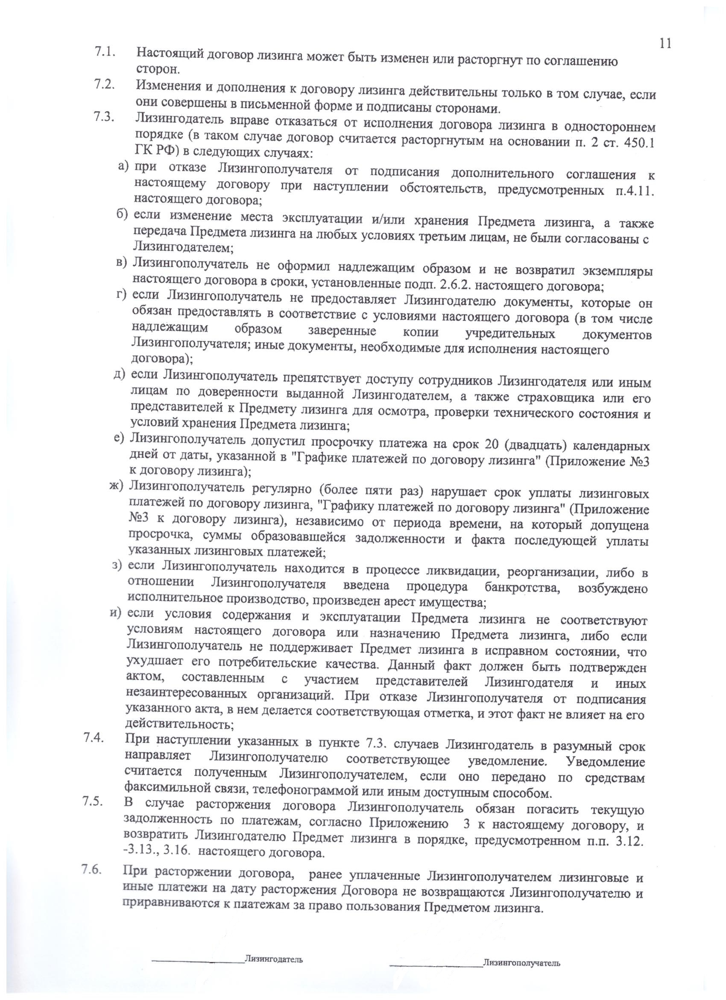 11
7.1. Настоящий договор лизинга может быть изменен или расторгнут по соглашению
сторон.
7.2. Изменения и дополнения к договору лизинга действительны только в том случае, если
они совершены в письменной форме и подписаны сторонами.
7.3. Лизингодатель вправе отказаться от исполнения договора лизинга в одностороннем
порядке (в таком случае договор считается расторгнутым на основании п. 2 ст. 450.1
ГК РФ) в следующих случаях:
а) при отказе Лизингополучателя от подписания дополнительного соглашения к
настоящему договору при наступлении обстоятельств, предусмотренных п.4.11.
настоящего договора;
б) если изменение места эксплуатации и/или хранения Предмета лизинга, а также
передача Предмета лизинга на любых условиях третьим лицам, не были согласованы с
Лизингодателем;
в) Лизингополучатель не оформил надлежащим образом и не возвратил экземпляры
настоящего договора в сроки, установленные подп. 2.6.2. настоящего договора;
г) если Лизингополучатель не предоставляет Лизингодателю документы, которые он
обязан предоставлять в соответствие с условиями настоящего договора (в том числе
надлежащим образом заверенные копии учредительных документов
Лизингополучателя; иные документы, необходимые для исполнения настоящего
договора);
д) если Лизингополучатель препятствует доступу сотрудников Лизингодателя или иным
лицам по доверенности выданной Лизингодателем, а также страховщика или его
представителей к Предмету лизинга для осмотра, проверки технического состояния и
условий хранения Предмета лизинга;
е) Лизингополучатель допустил просрочку платежа на срок 20 (двадцать) календарных
дней от даты, указанной в "Графике платежей по договору лизинга" (Приложение №3
к договору лизинга);
ж) Лизингополучатель регулярно (более пяти раз) нарушает срок уплаты лизинговых
платежей по договору лизинга, "Графику платежей по договору лизинга" (Приложение
№3 к договору лизинга), независимо от периода времени, на который допущена
просрочка, суммы образовавшейся задолженности и факта последующей уплаты
указанных лизинговых платежей;
з) если Лизингополучатель находится в процессе ликвидации, реорганизации, либо в
отношении Лизингополучателя введена процедура банкротства, возбуждено
исполнительное производство, произведен арест имущества;
и) если условия содержания и эксплуатации Предмета лизинга не соответствуют
условиям настоящего договора или назначению Предмета лизинга, либо если
Лизингополучатель не поддерживает Предмет лизинга в исправном состоянии, что
ухудшает его потребительские качества. Данный факт должен быть подтвержден
актом, составленным с участием представителей Лизингодателя и иных
незаинтересованных организаций. При отказе Лизингополучателя от подписания
указанного акта, в нем делается соответствующая отметка, и этот факт не влияет на его
действительность;
7.4. При наступлении указанных в пункте 7.3. случаев Лизингодатель в разумный срок
направляет Лизингополучателю соответствующее уведомление. Уведомление
считается полученным Лизингополучателем, если оно передано по средствам
факсимильной связи, телефонограммой или иным доступным способом.
7.5. В случае расторжения договора Лизингополучатель обязан погасить текущую
задолженность по платежам, согласно Приложению 3 к настоящему договору, и
возвратить Лизингодателю Предмет лизинга в порядке, предусмотренном п.п. 3.12.
-3.13., 3.16. настоящего договора.
7.6. При расторжении договора, ранее уплаченные Лизингополучателем лизинговые и
иные платежи на дату расторжения Договора не возвращаются Лизингополучателю и
приравниваются к платежам за право пользования Предметом лизинга.
________________Лизингодатель ________________Лизингополучатель